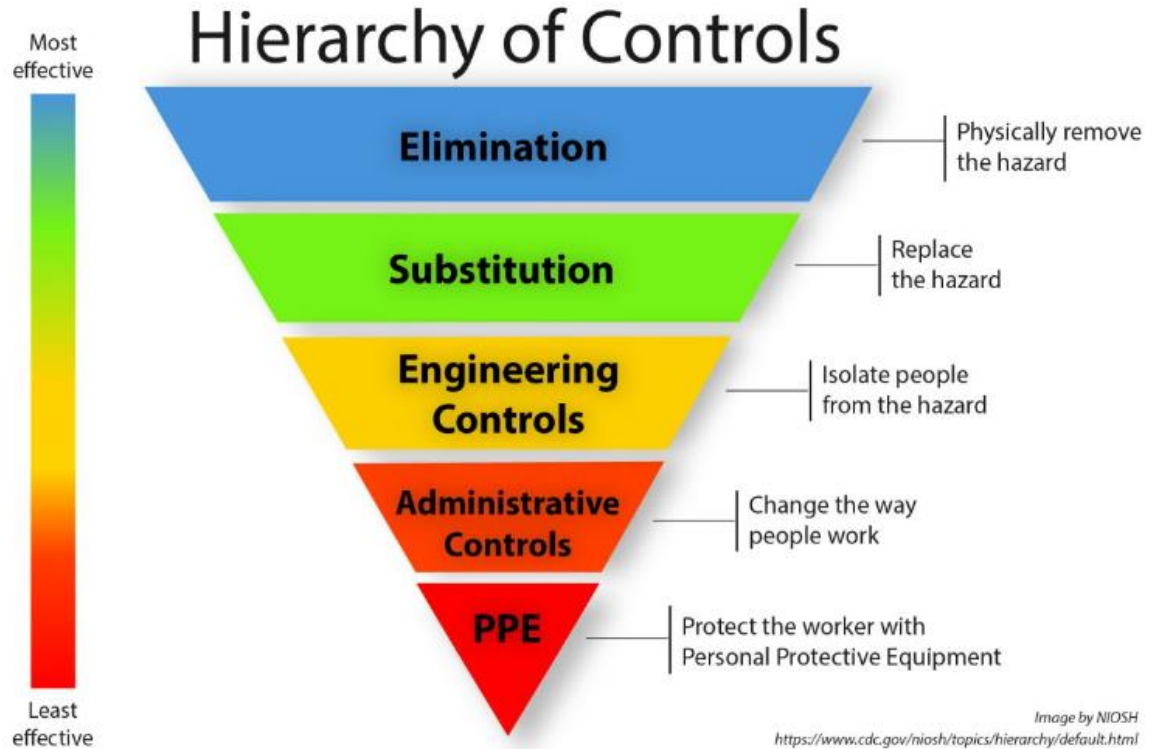 Hierarchy of Controls
Most
effective
Elimination
Physically remove
the hazard
Substitution
Replace
the hazard
Engineering
Controls
Isolate people
from the hazard
Administrative
Controls
Change the way
people work
PPE
Protect the worker with
Personal Protective Equipment
Least
effective
Image by NIOSH
https://www.cdc.gov/niosh/topics/hierarchy/default.html